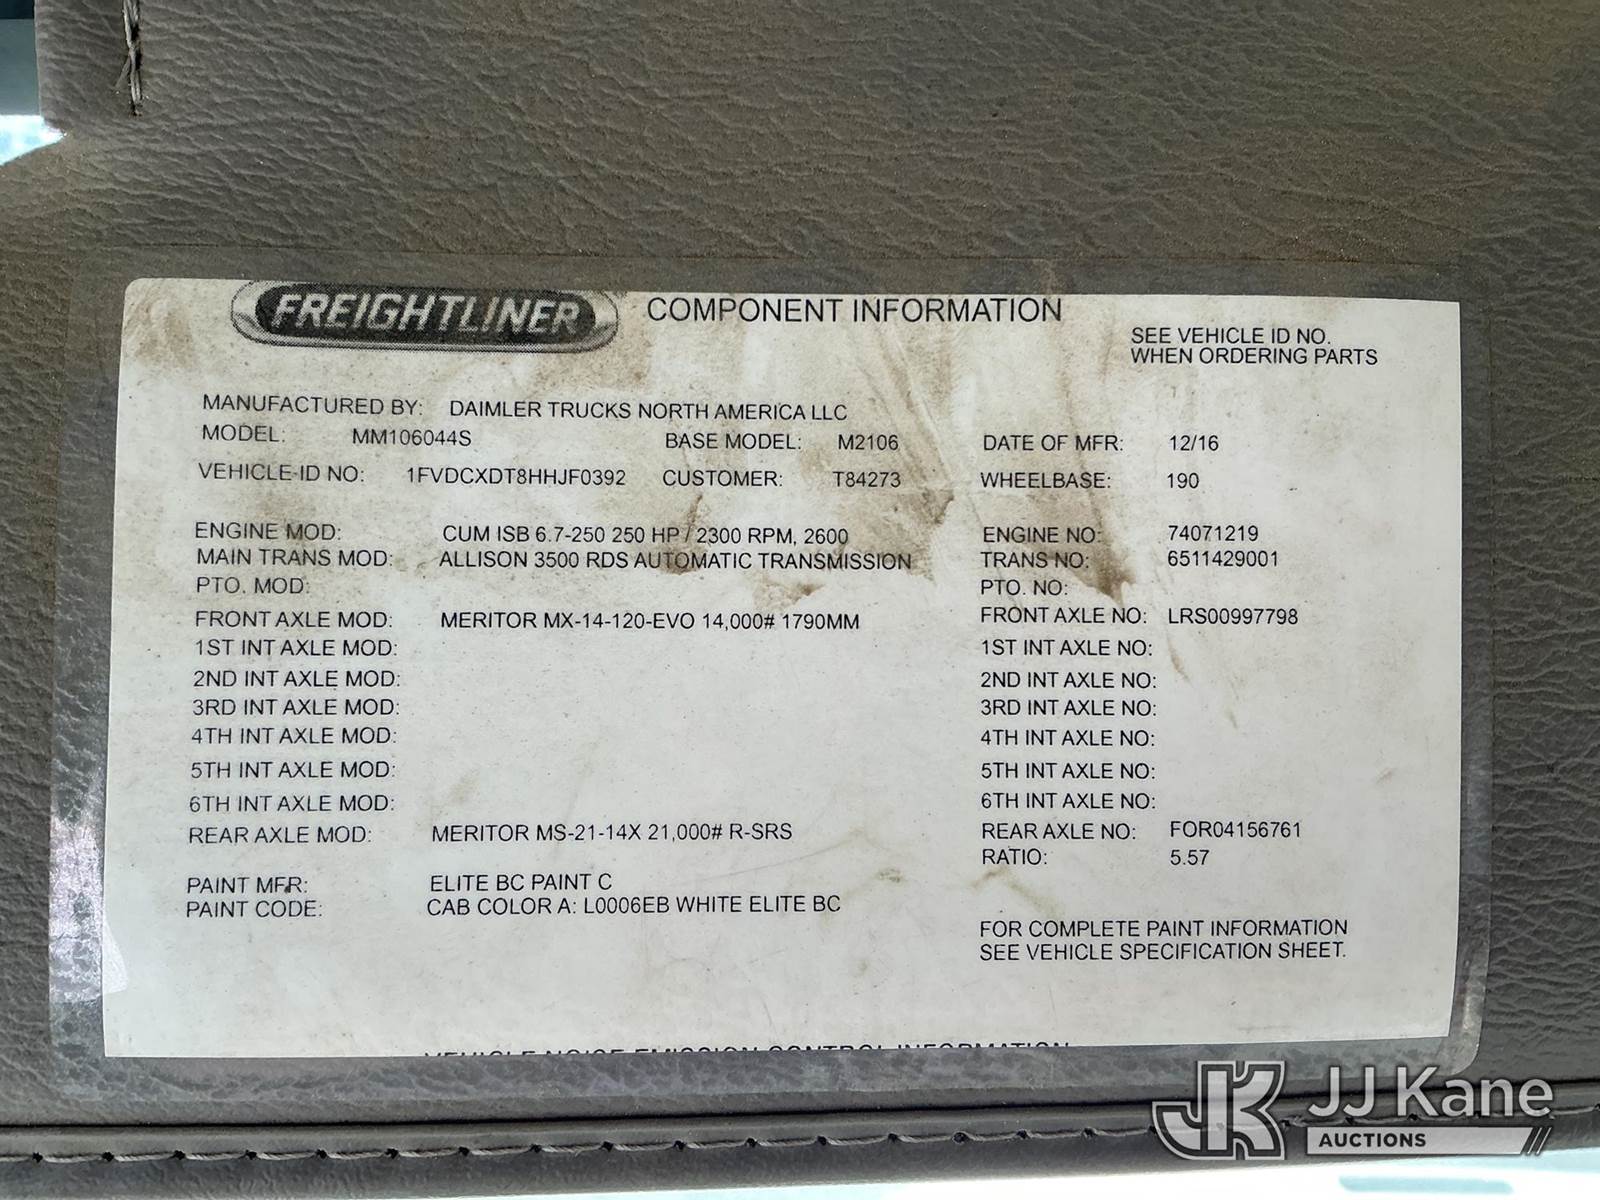 FREIGHTLINER COMPONENT INFORMATION
SEE VEHICLE ID NO.
WHEN ORDERING PARTS
MANUFACTURED BY: DAIMLER TRUCKS NORTH AMERICA LLC
MODEL: MM106044S BASE MODEL: M2106 DATE OF MFR: 12/16
VEHICLE ID NO: 1FVDCXDT8HHJF0392 CUSTOMER: T84273 WHEELBASE: 190
ENGINE MOD: CUM ISB 6.7-250 250 HP / 2300 RPM, 2600 ENGINE NO: 74071219
MAIN TRANS MOD: ALLISON 3500 RDS AUTOMATIC TRANSMISSION TRANS NO: 6511429001
PTO. MOD: PTO. NO:
FRONT AXLE MOD: MERITOR MX-14-120-EVO 14,000# 1790MM FRONT AXLE NO: LRS00997798
1ST INT AXLE MOD: 1ST INT AXLE NO:
2ND INT AXLE MOD: 2ND INT AXLE NO:
3RD INT AXLE MOD: 3RD INT AXLE NO:
4TH INT AXLE MOD: 4TH INT AXLE NO:
5TH INT AXLE MOD: 5TH INT AXLE NO:
6TH INT AXLE MOD: 6TH INT AXLE NO:
REAR AXLE MOD: MERITOR MS-21-14X 21,000# R-SRS REAR AXLE NO: FOR04156761
RATIO: 5.57
PAINT MFR: ELITE BC PAINT C
PAINT CODE: CAB COLOR A: L0006EB WHITE ELITE BC
FOR COMPLETE PAINT INFORMATION
SEE VEHICLE SPECIFICATION SHEET.
VEHICLE NOISE EMISSION CONTROL INFORMATION
JK JJ Kane
AUCTIONS